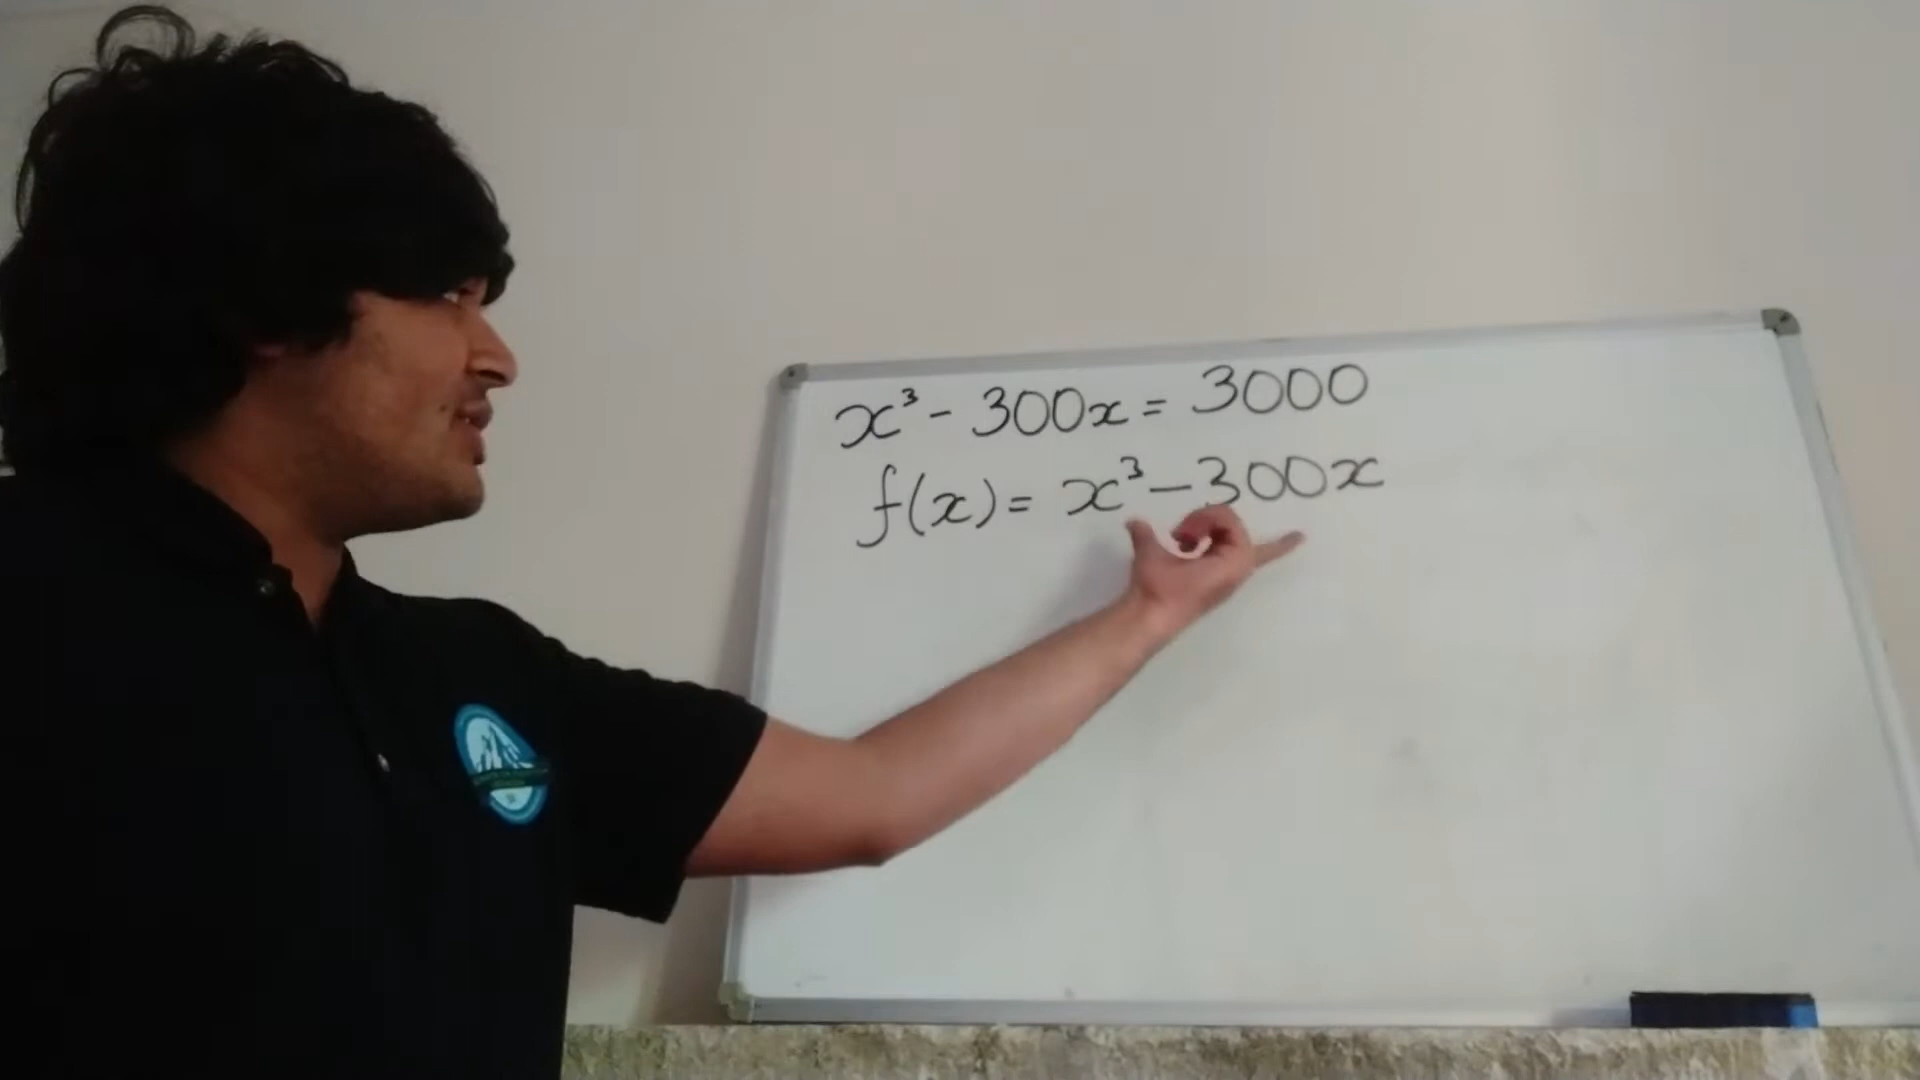 x³ - 300x = 3000
f(x) = x³ - 300x